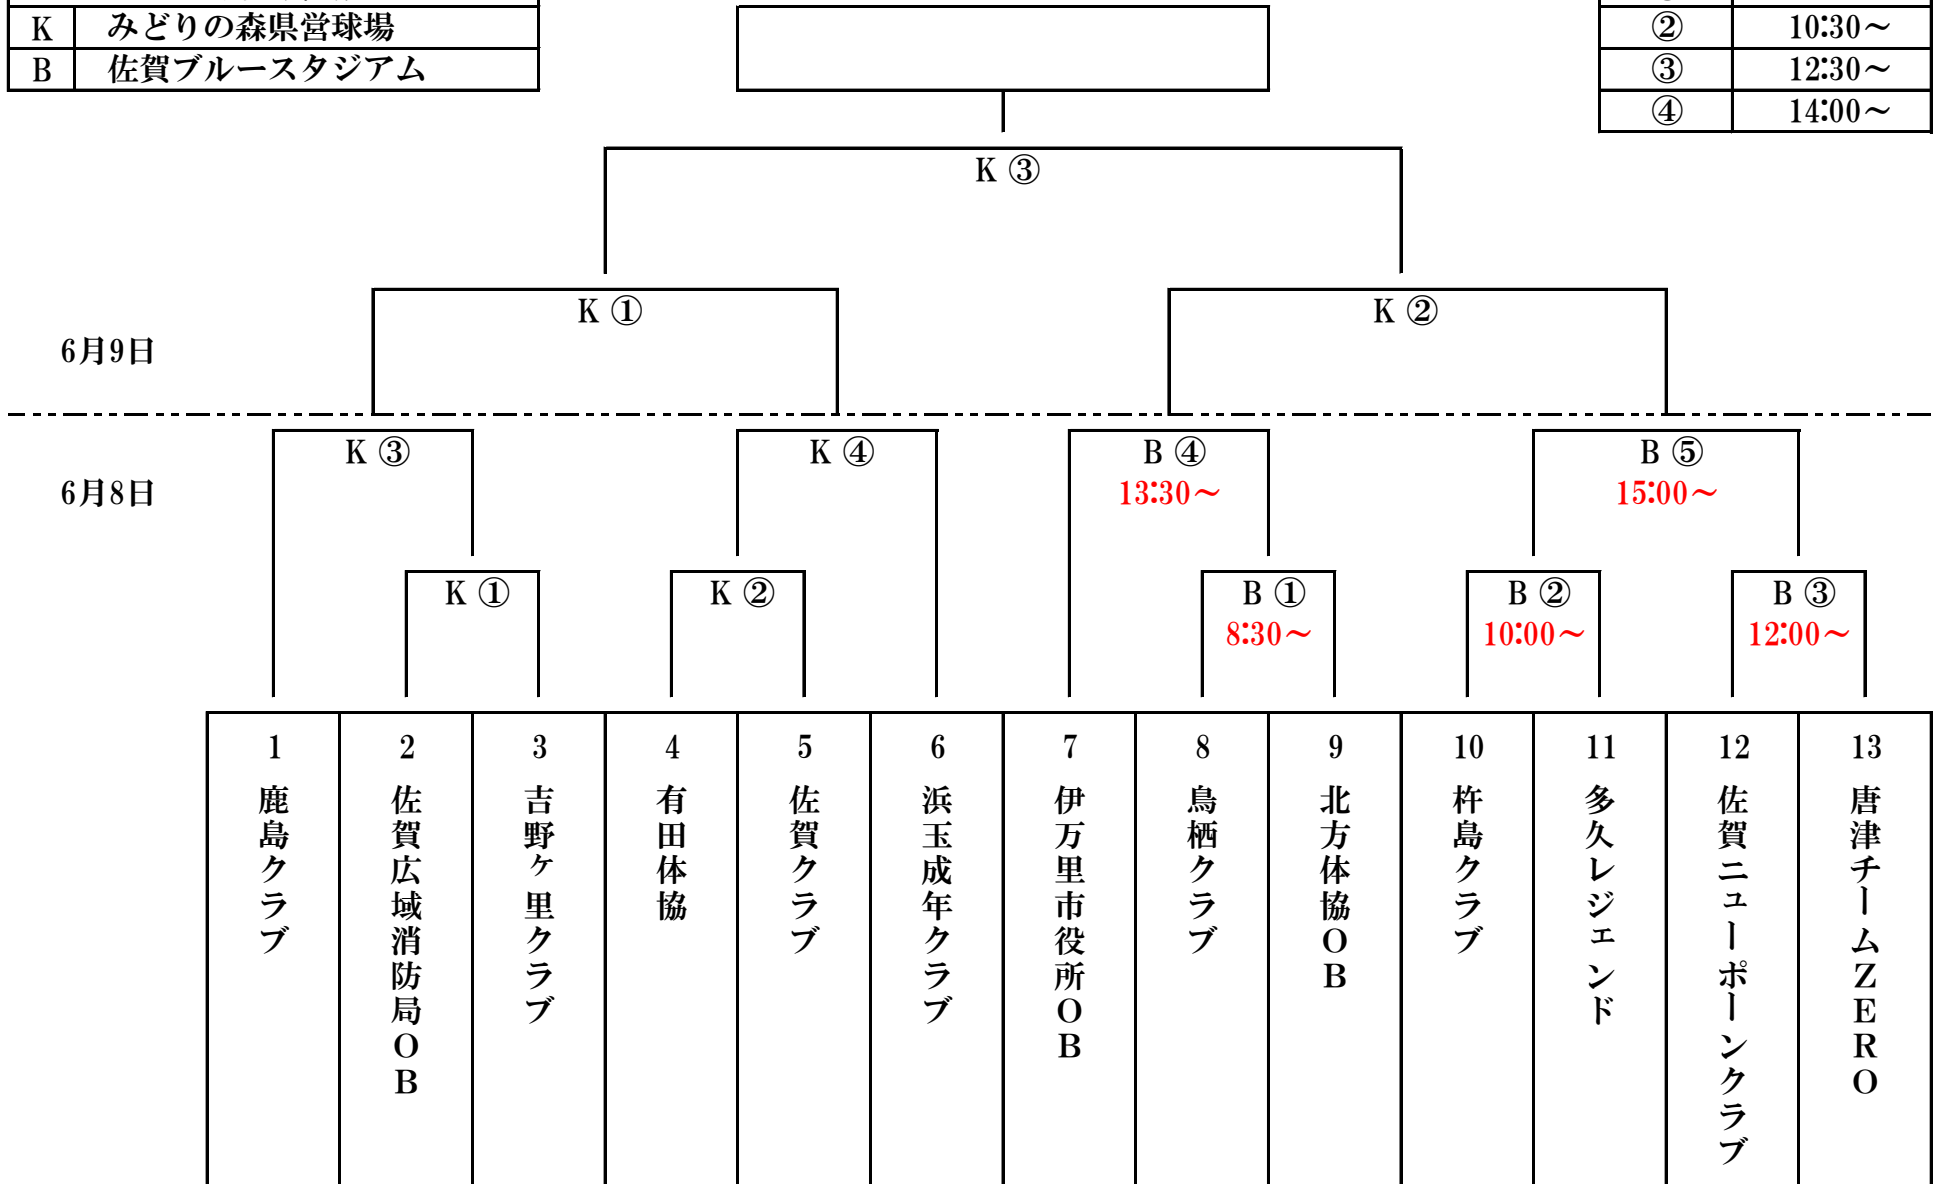 K みどりの森県営球場
B 佐賀ブルースタジアム
② 10:30～
③ 12:30～
④ 14:00～
K ③
K ①
K ②
6月9日
K ③
K ④
B ④
13:30～
B ⑤
15:00～
6月8日
K ①
K ②
B ①
8:30～
B ②
10:00～
B ③
12:00～
1 鹿島クラブ
2 佐賀広域消防局OB
3 吉野ケ里クラブ
4 有田体協
5 佐賀クラブ
6 浜玉成年クラブ
7 伊万里市役所OB
8 鳥栖クラブ
9 北方体協OB
10 杵島クラブ
11 多久レジェンド
12 佐賀ニューポーンクラブ
13 唐津チームZERO